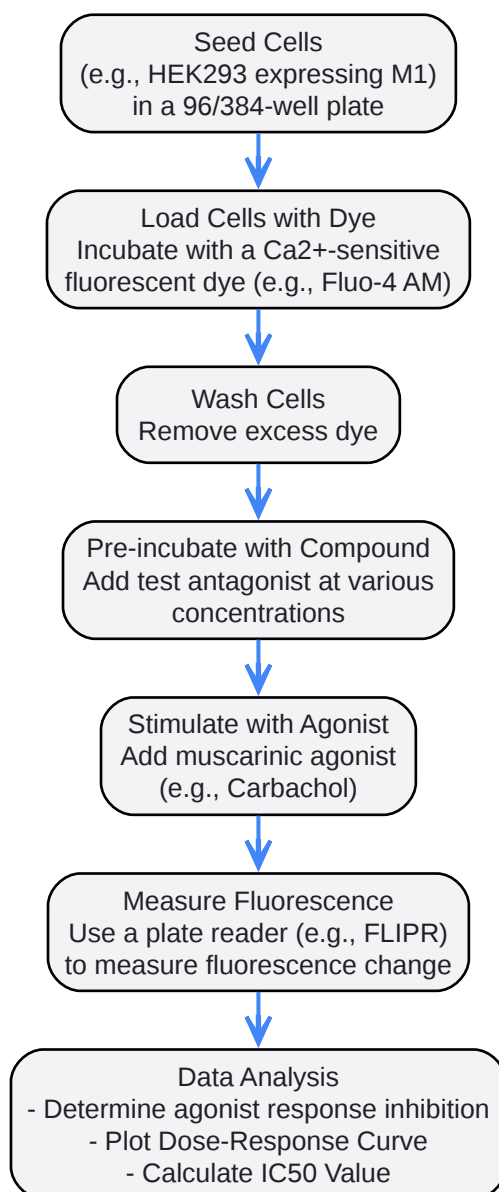 Seed Cells
(e.g., HEK293 expressing M1)
in a 96/384-well plate
Load Cells with Dye
Incubate with a Ca2+-sensitive
fluorescent dye (e.g., Fluo-4 AM)
Wash Cells
Remove excess dye
Pre-incubate with Compound
Add test antagonist at various
concentrations
Stimulate with Agonist
Add muscarinic agonist
(e.g., Carbachol)
Measure Fluorescence
Use a plate reader (e.g., FLIPR)
to measure fluorescence change
Data Analysis
- Determine agonist response inhibition
- Plot Dose-Response Curve
- Calculate IC50 Value